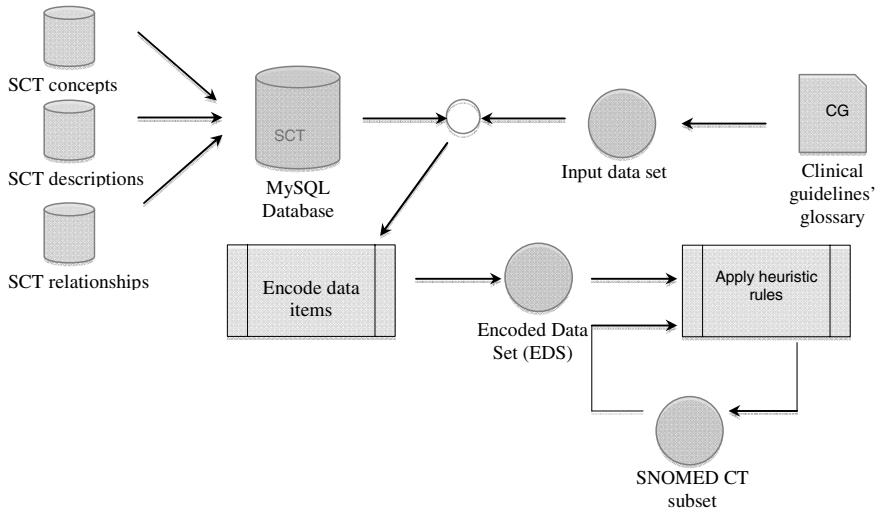 SCT concepts
SCT descriptions
SCT relationships
SCT
MySQL
Database
Input data set
CG
Clinical
guidelines'
glossary
Encode data
items
Encoded Data
Set (EDS)
Apply heuristic
rules
SNOMED CT
subset